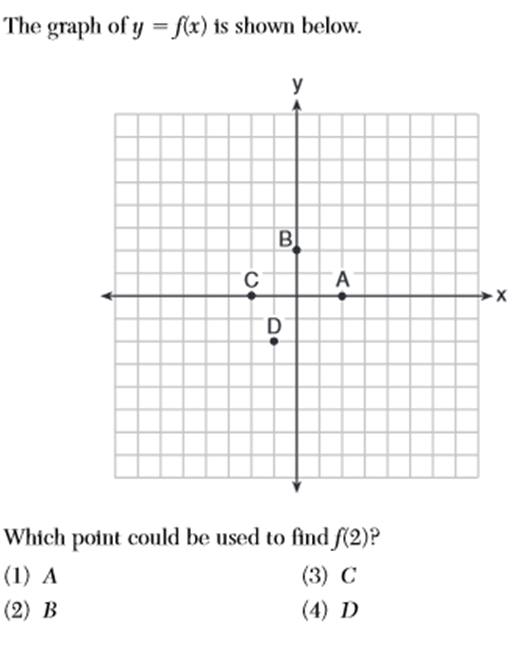 The graph of y = f(x) is shown below.
y
B
C A
x
D
Which point could be used to find f(2)?
(1) A (3) C
(2) B (4) D